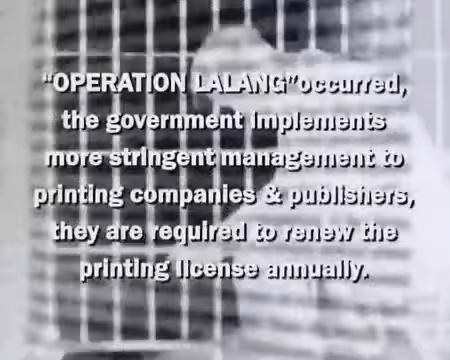 "OPERATION LALANG"occurred,
the government implements
more stringent management to
printing companies & publishers,
they are required to renew the
printing license annually.